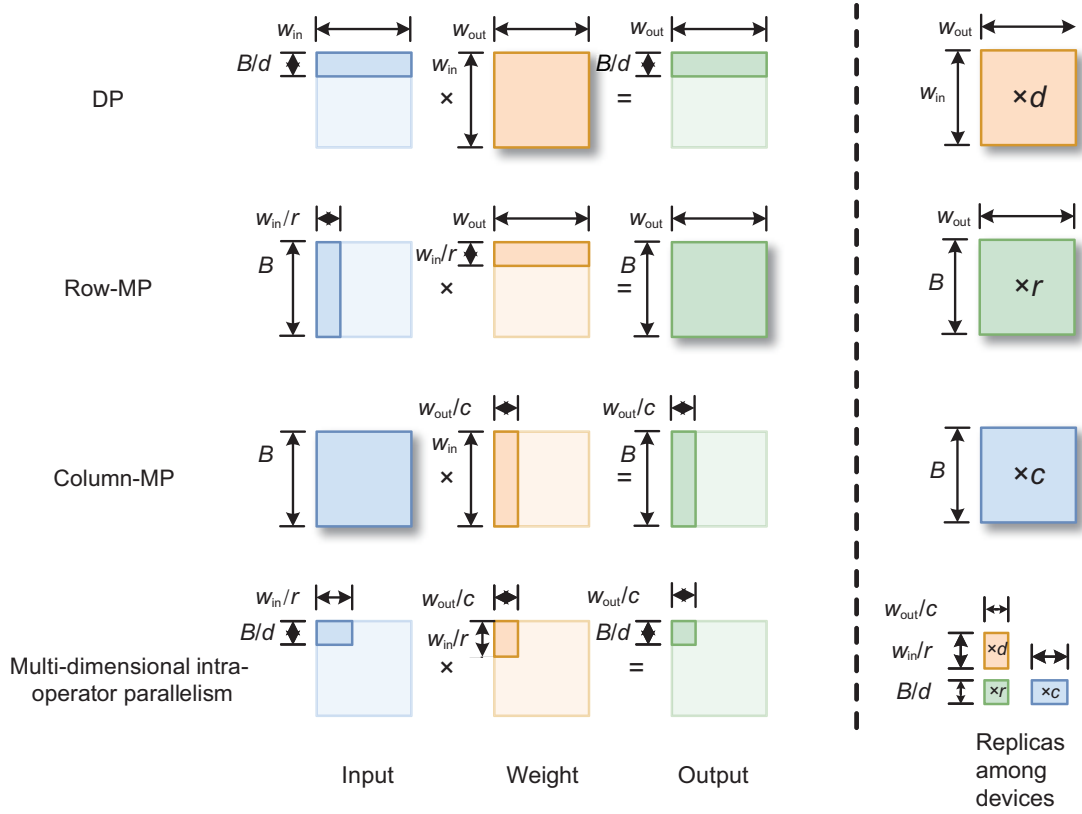 w_in w_out w_out w_out
B/d w_in B/d w_in
DP × = ×d
w_in/r w_out w_out w_out
B w_in/r B B
Row-MP × = ×r
w_out/c w_out/c
B w_in B B
Column-MP × = ×c
w_in/r w_out/c w_out/c w_out/c
B/d w_in/r B/d w_in/r ×d
Multi-dimensional intra-
operator parallelism × = B/d ×r ×c
Input Weight Output Replicas
among
devices